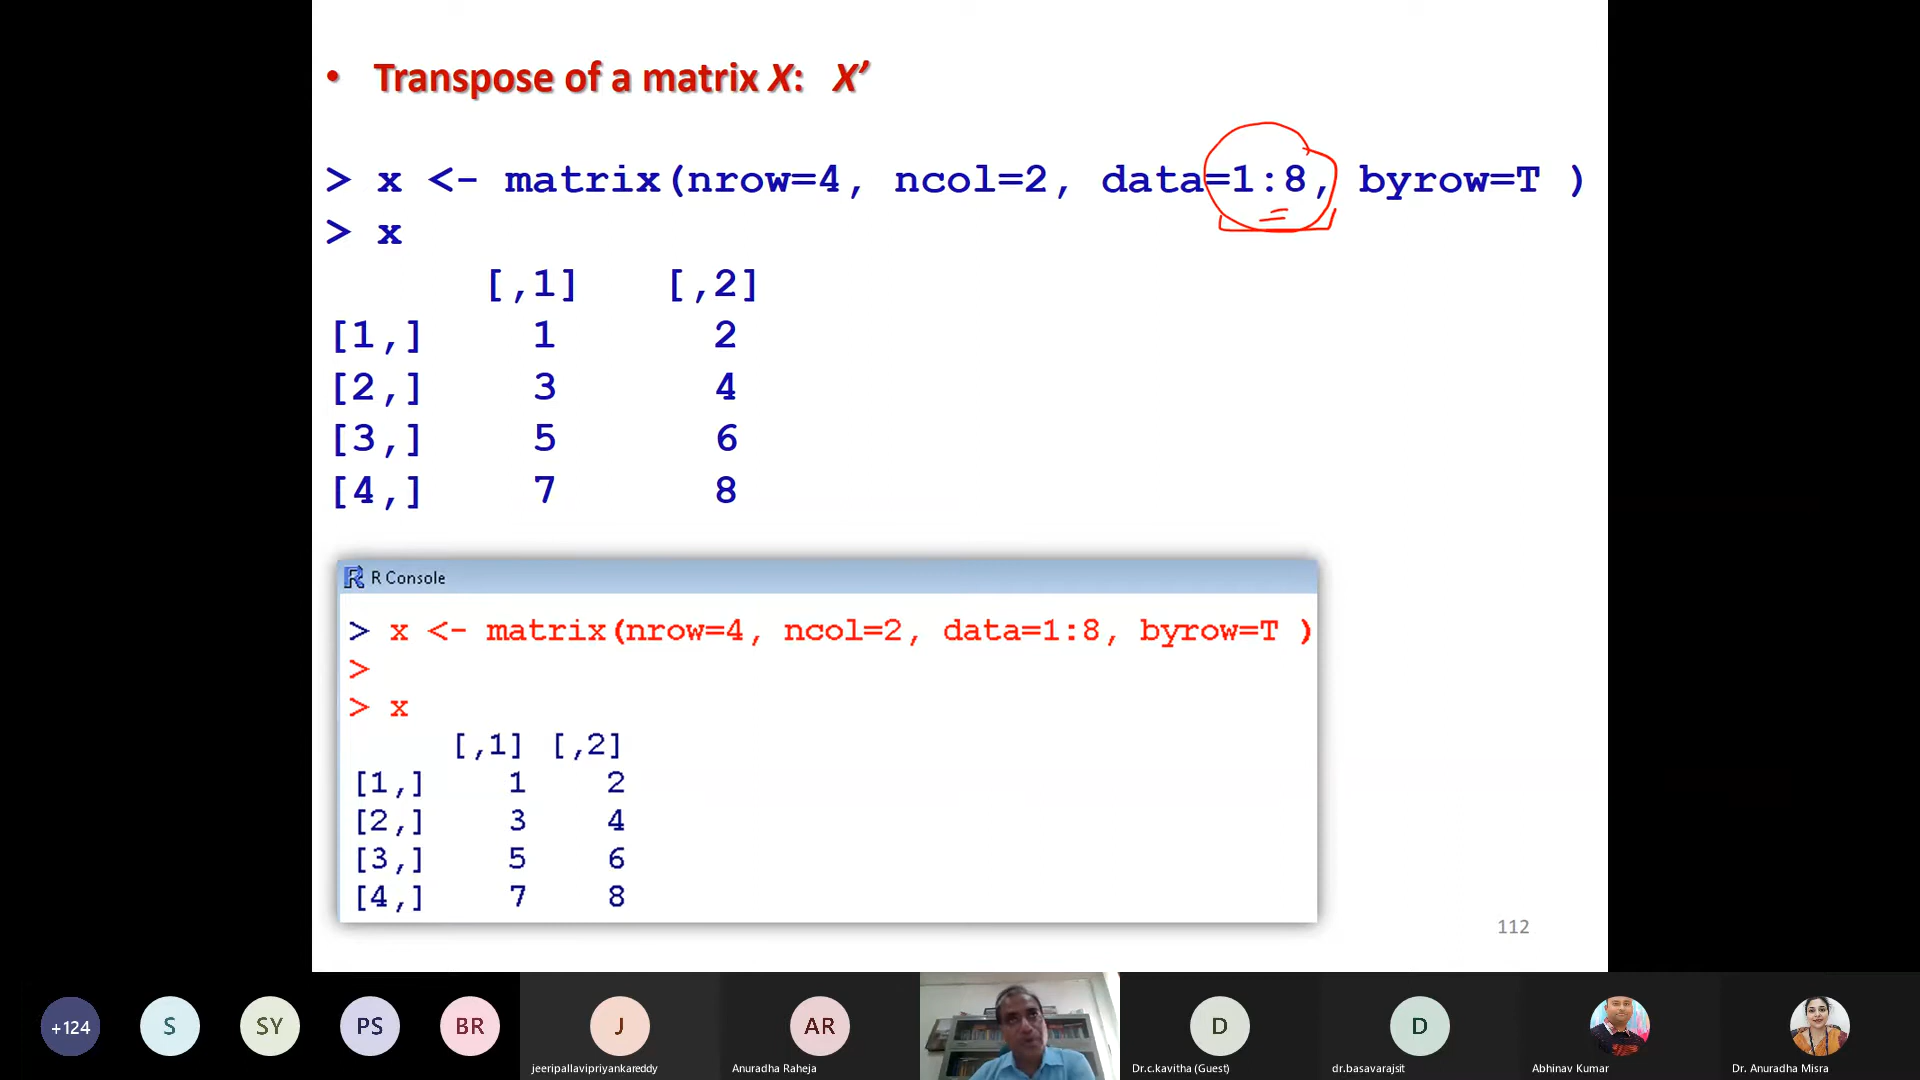 • Transpose of a matrix X: X’
> x <- matrix(nrow=4, ncol=2, data=1:8, byrow=T )
> x
[,1] [,2]
[1,] 1 2
[2,] 3 4
[3,] 5 6
[4,] 7 8
R Console
> x <- matrix(nrow=4, ncol=2, data=1:8, byrow=T )
>
> x
[,1] [,2]
[1,] 1 2
[2,] 3 4
[3,] 5 6
[4,] 7 8
112
+124 S SY PS BR J AR D D
jeeripallavipriyankareddy Anuradha Raheja Dr.c.kavitha (Guest) dr.basavarajsit Abhinav Kumar Dr. Anuradha Misra